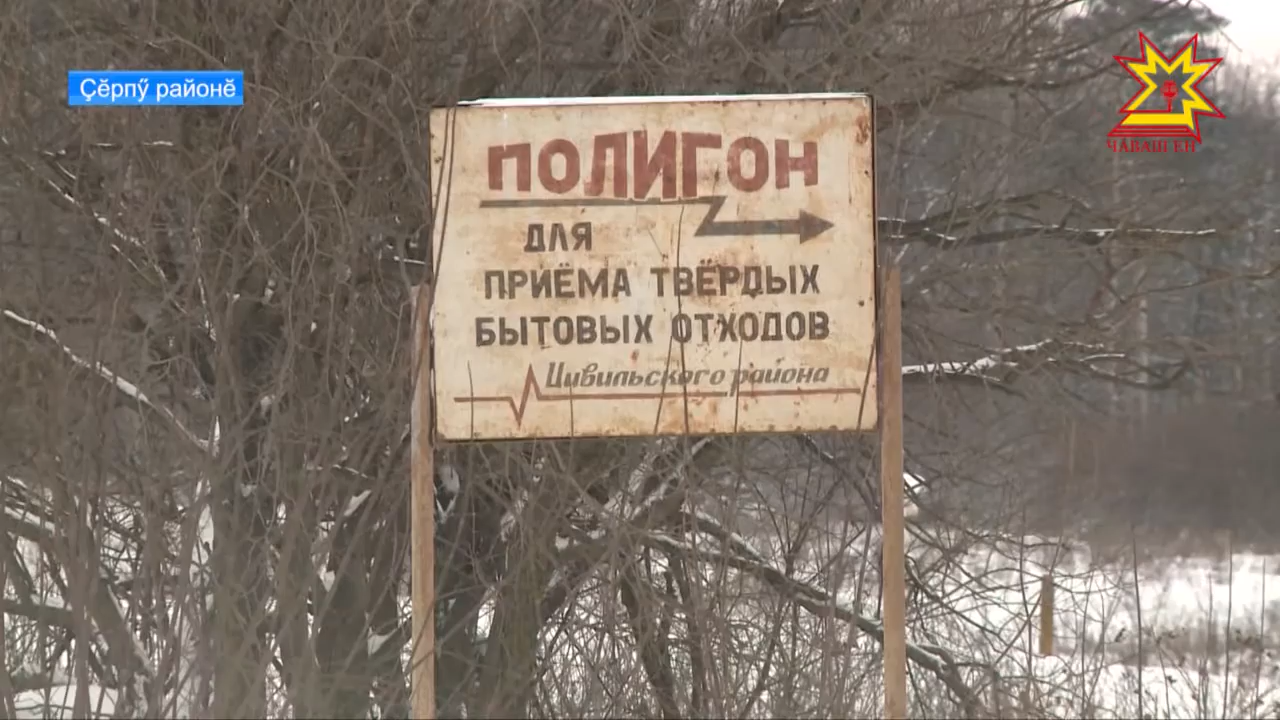 Ҫӗрпӳ районӗ
ЧӐВАШ ЕН
ПОЛИГОН
ДЛЯ
ПРИЁМА ТВЁРДЫХ
БЫТОВЫХ ОТХОДОВ
Цивильского района